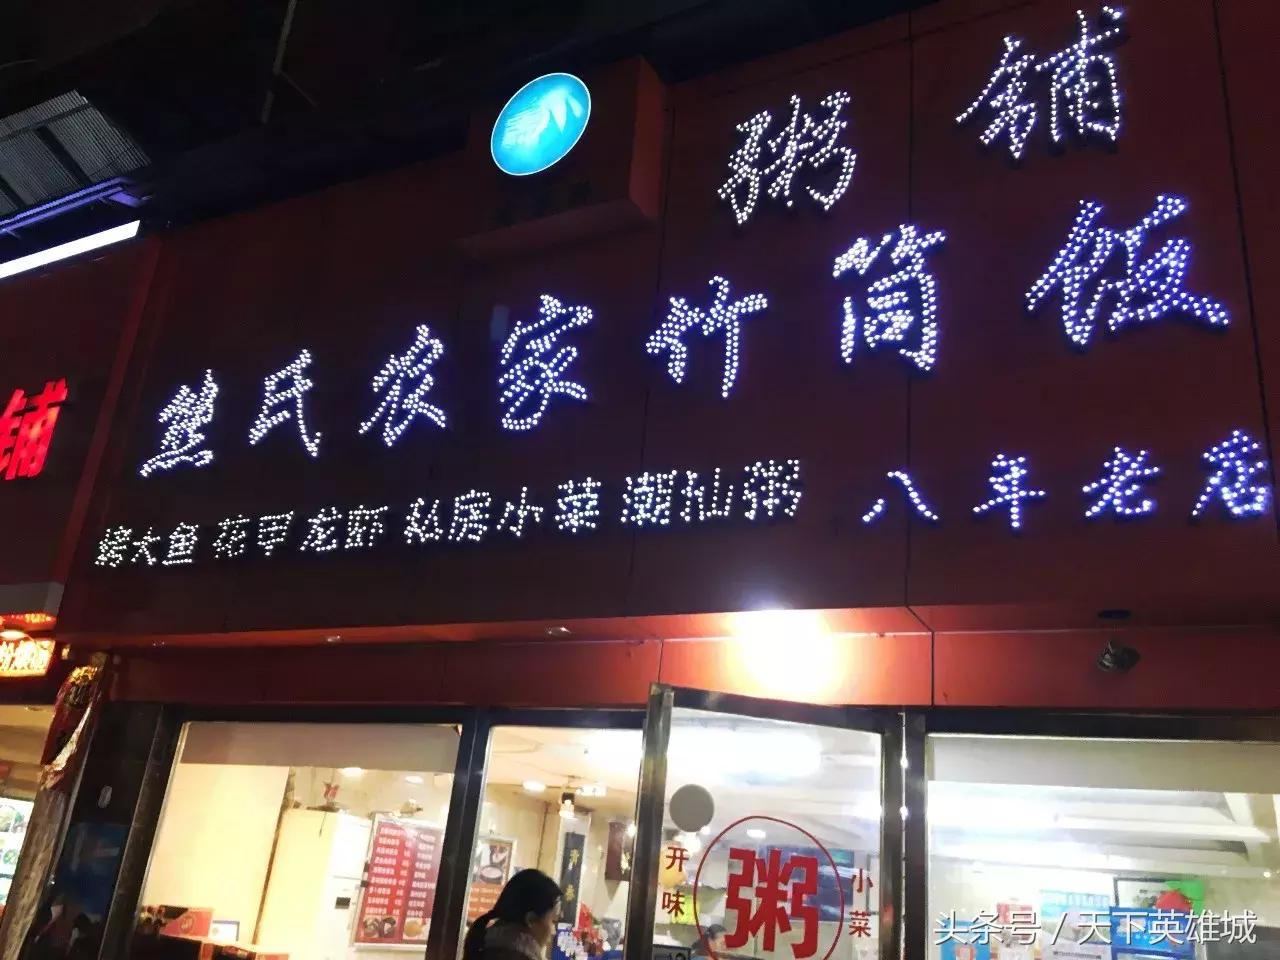 粥铺
熊氏农家竹筒饭
烤大鱼 花甲 龙虾 私房小菜 潮汕粥
八年老店
铺
开味
粥
小菜
头条号 / 天下英雄城